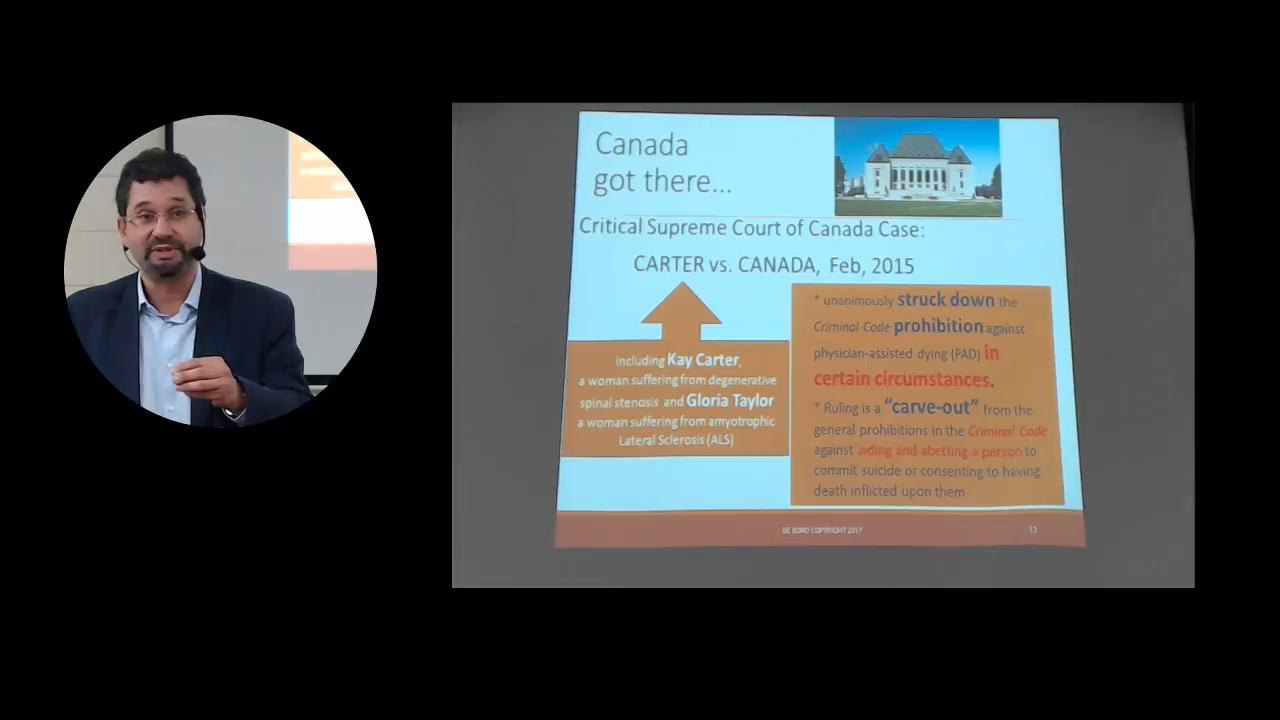 Canada
got there...
Critical Supreme Court of Canada Case:
CARTER vs. CANADA, Feb, 2015
including Kay Carter,
a woman suffering from degenerative
spinal stenosis and Gloria Taylor
a woman suffering from amyotrophic
Lateral Sclerosis (ALS)
* unanimously struck down the
Criminal Code prohibition against
physician-assisted dying (PAD) in
certain circumstances.
* Ruling is a “carve-out” from the
general prohibitions in the Criminal Code
against aiding and abetting a person to
commit suicide or consenting to having
death inflicted upon them
COPYRIGHT 2017
13